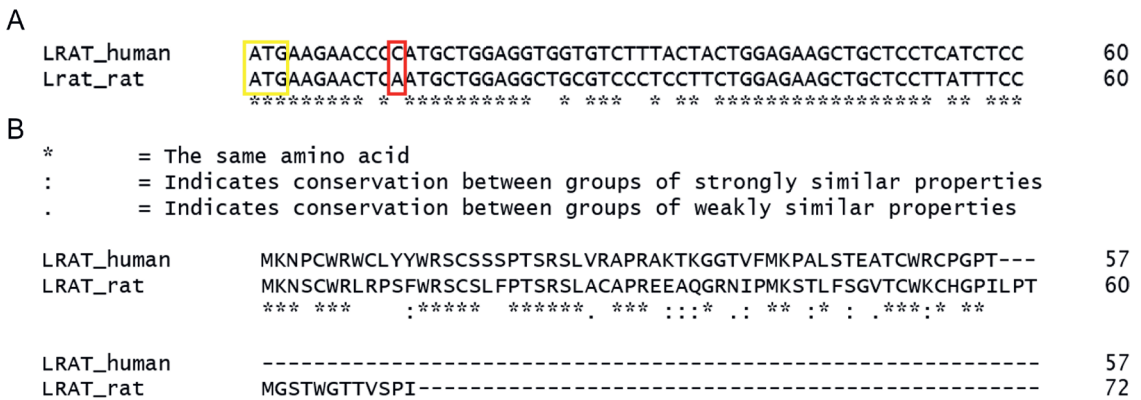 A
LRAT_human ATGAAGAACCCCATGCTGGAGGTGGTGTCTTTACTACTGGAGAAGCTGCTCCTCATCTCC 60
Lrat_rat ATGAAGAACTCAATGCTGGAGGCTGCGTCCCTCCTTCTGGAGAAGCTGCTCCTTATTTCC 60
********* * **********  * ***  * ** ****************** ** ***
B
* = The same amino acid
: = Indicates conservation between groups of strongly similar properties
. = Indicates conservation between groups of weakly similar properties
LRAT_human MKNPCWRWCLYYWRSCSSSPTSRSLVRAPRAKTKGGTVFMKPALSTEATCWRCPGPT--- 57
LRAT_rat MKNSCWRLRPSFWRSCSLFPTSRSLACAPREEAQGRNIPMKSTLFSGVTCWKCHGPILPT 60
*** ***    :*****  ******. *** :::* .: ** :* : .***:* **
LRAT_human ------------------------------------------------------------ 57
LRAT_rat MGSTWGTTVSPI------------------------------------------------ 72